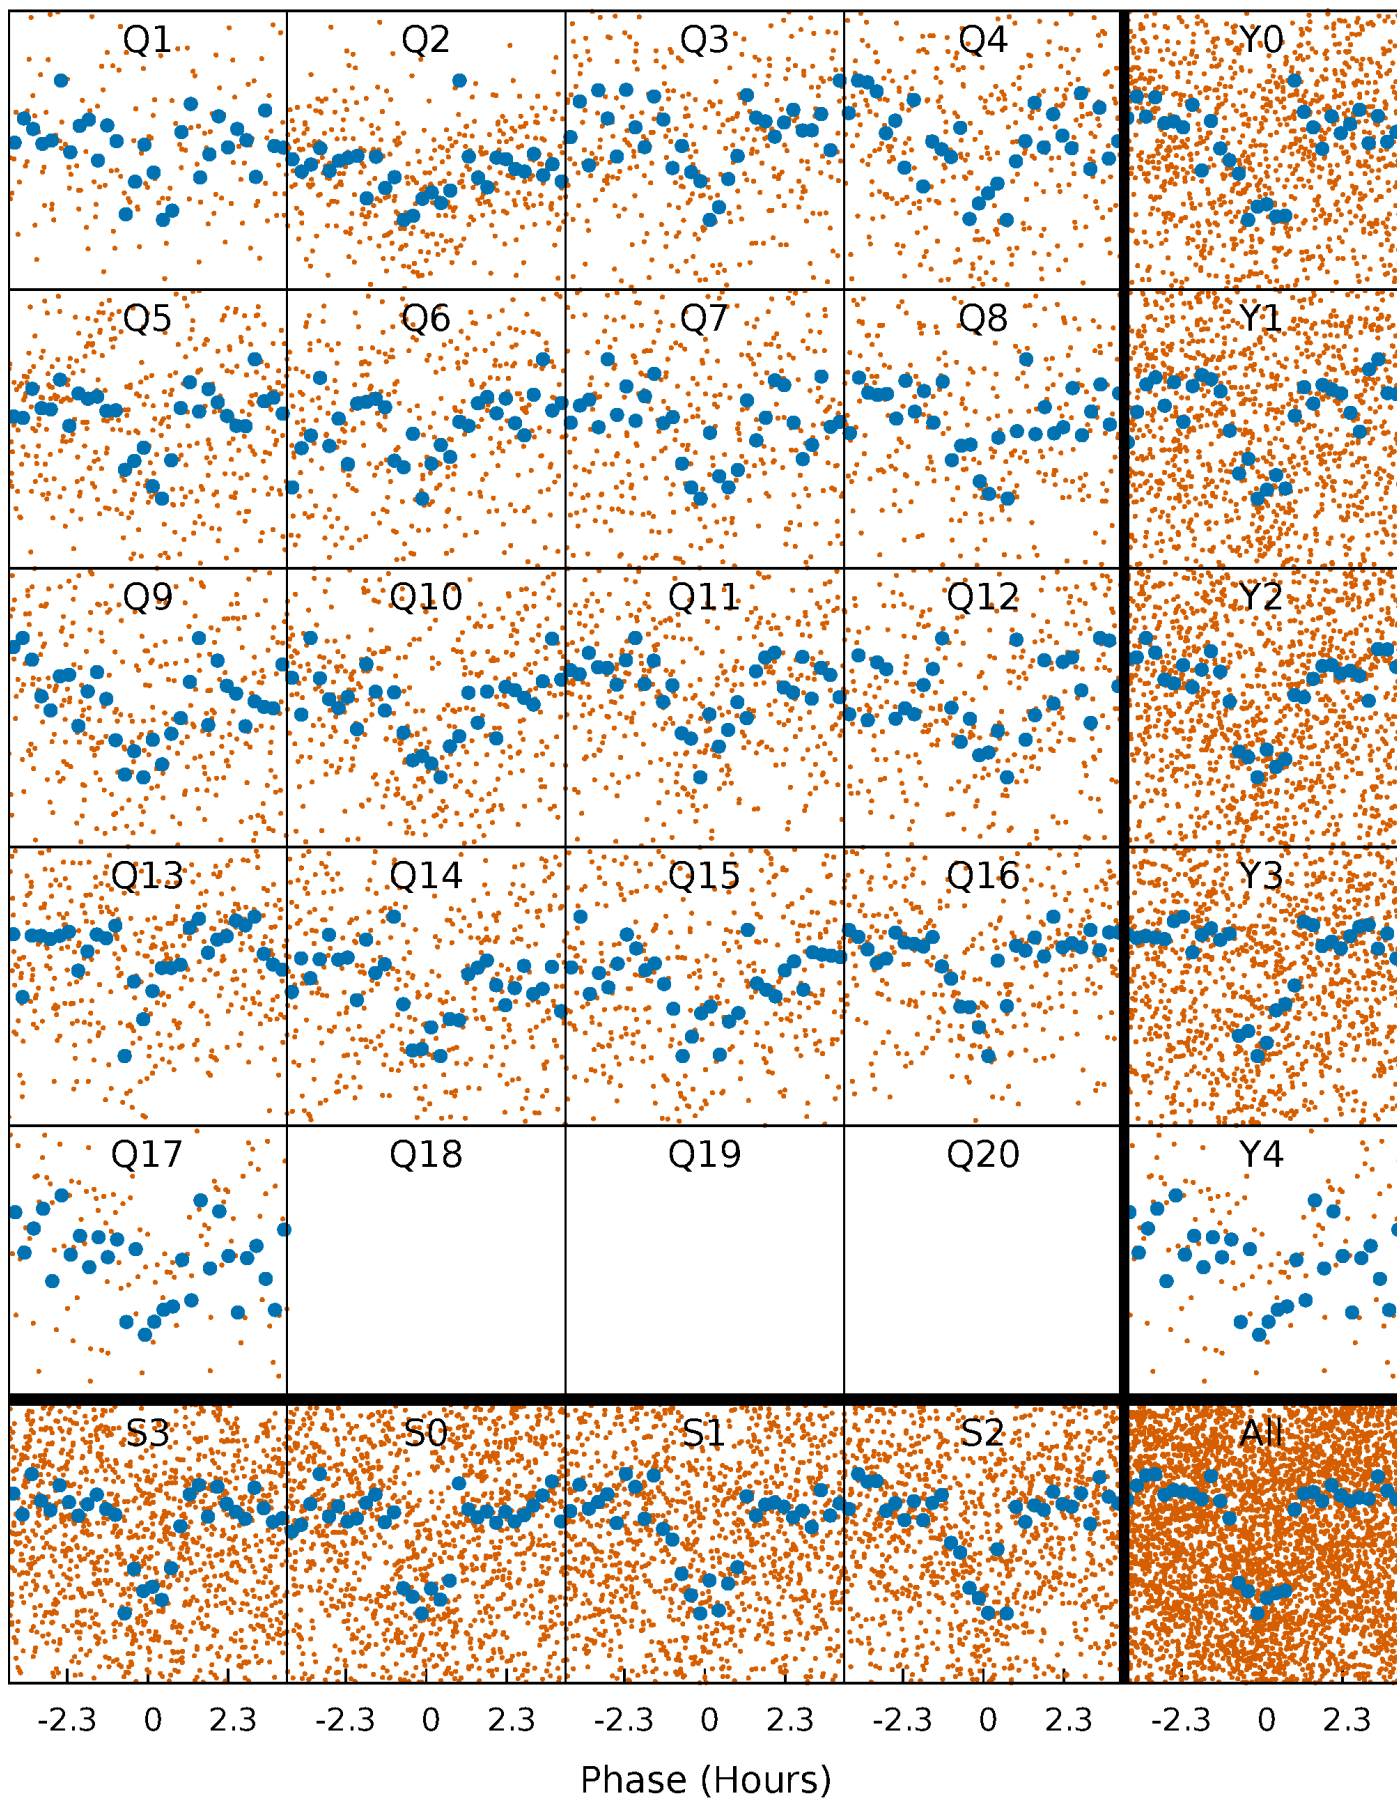 Q1 Q2 Q3 Q4 Y0
Q5 Q6 Q7 Q8 Y1
Q9 Q10 Q11 Q12 Y2
Q13 Q14 Q15 Q16 Y3
Q17 Q18 Q19 Q20 Y4
S3 S0 S1 S2 All
-2.3 0 2.3 -2.3 0 2.3 -2.3 0 2.3 -2.3 0 2.3 -2.3 0 2.3
Phase (Hours)